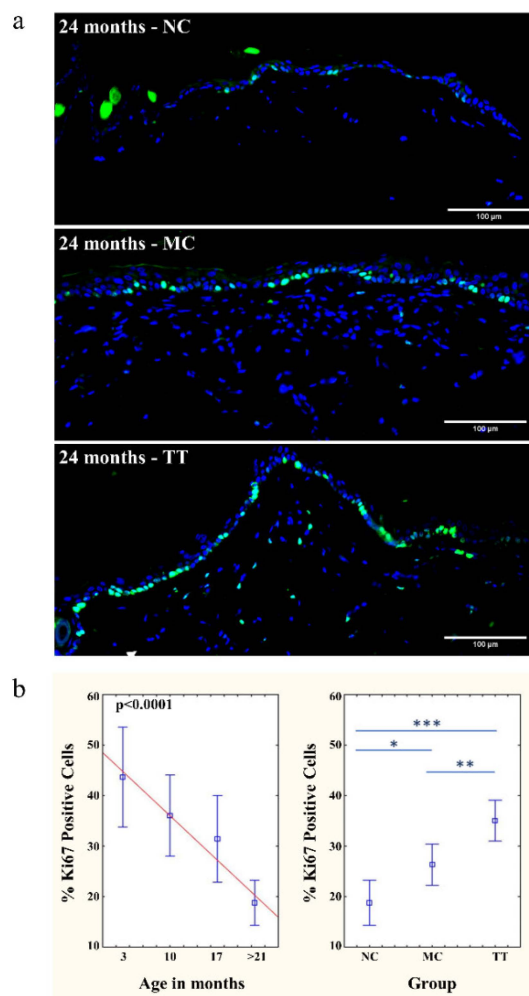 a
24 months - NC
100 µm
24 months - MC
100 µm
24 months - TT
100 µm
b
% Ki67 Positive Cells
60
50
40
30
20
10
p<0.0001
3 10 17 >21
Age in months
% Ki67 Positive Cells
60
50
40
30
20
10
***
*
**
NC MC TT
Group